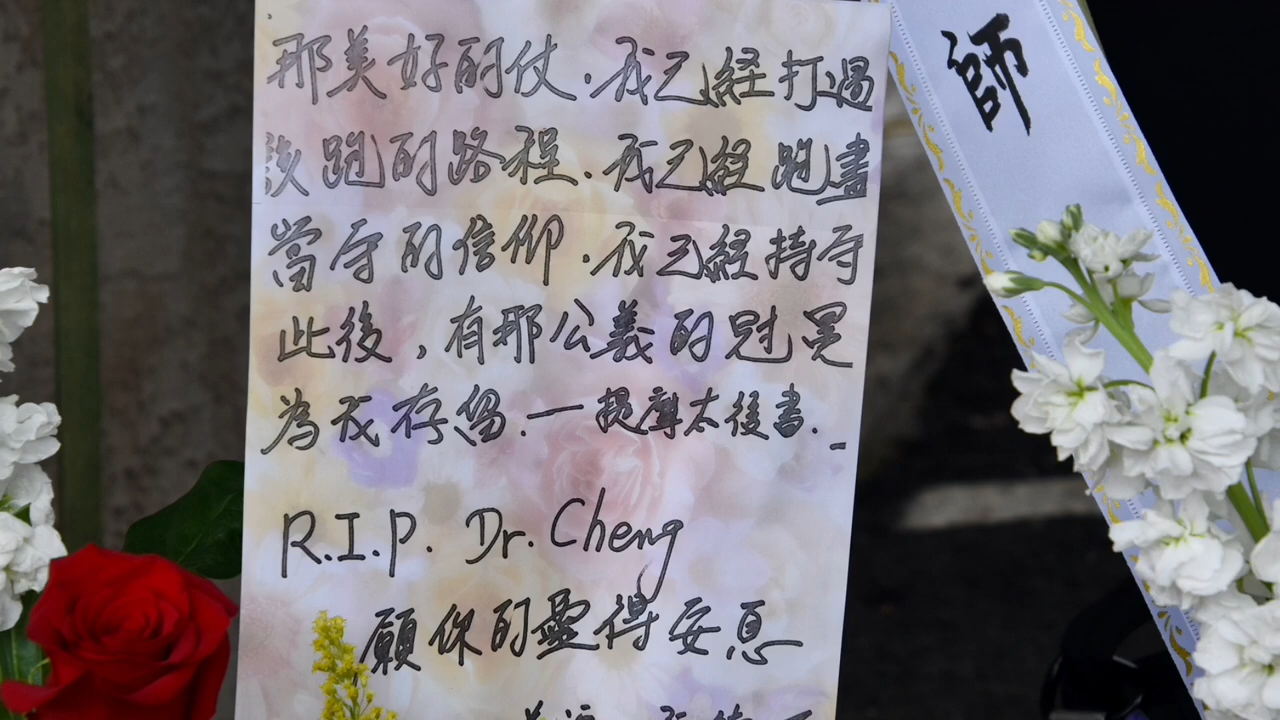 那美好的仗．我已經打過
該跑的路程．我已經跑盡
當守的信仰．我已經持守
此後，有那公義的冠冕
為我存留．一提摩太後書．
R.I.P. Dr. Cheng
願你的靈得安息
師